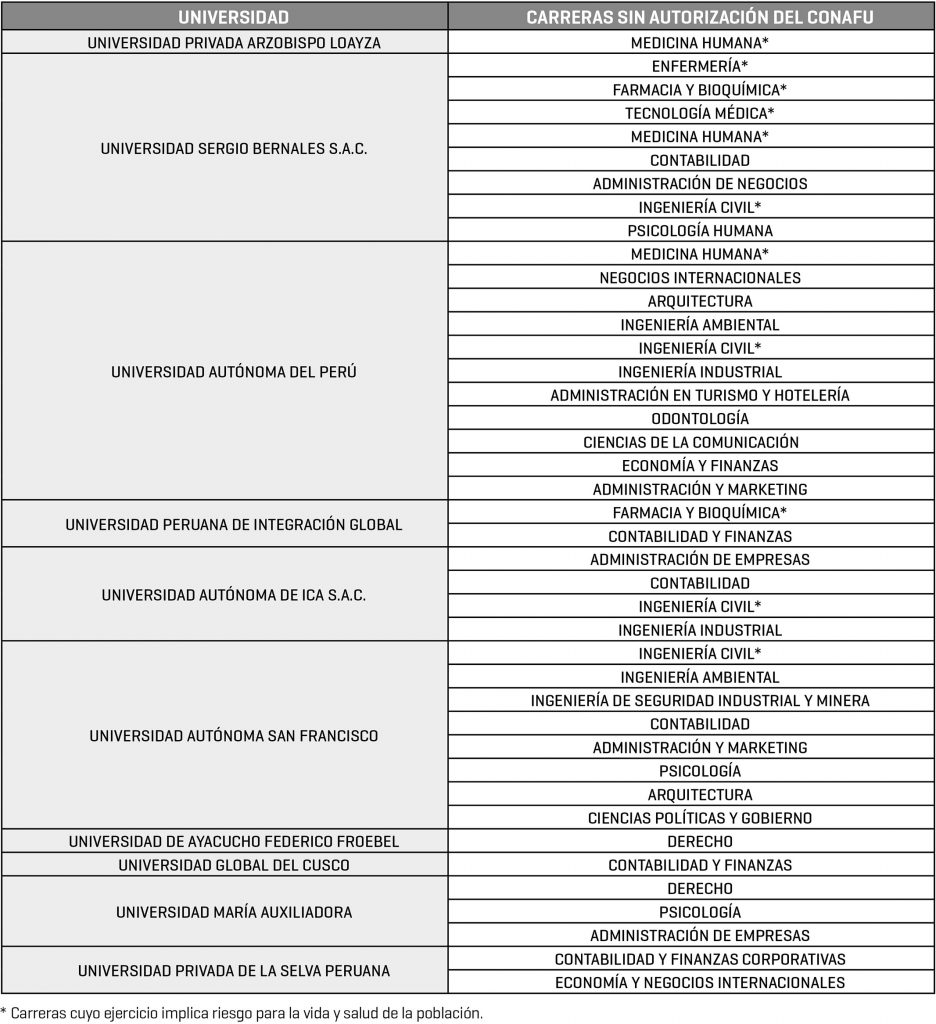 UNIVERSIDAD CARRERAS SIN AUTORIZACIÓN DEL CONAFU
UNIVERSIDAD PRIVADA ARZOBISPO LOAYZA MEDICINA HUMANA*
UNIVERSIDAD SERGIO BERNALES S.A.C. ENFERMERÍA*
FARMACIA Y BIOQUÍMICA*
TECNOLOGÍA MÉDICA*
MEDICINA HUMANA*
CONTABILIDAD
ADMINISTRACIÓN DE NEGOCIOS
INGENIERÍA CIVIL*
PSICOLOGÍA HUMANA
UNIVERSIDAD AUTÓNOMA DEL PERÚ MEDICINA HUMANA*
NEGOCIOS INTERNACIONALES
ARQUITECTURA
INGENIERÍA AMBIENTAL
INGENIERÍA CIVIL*
INGENIERÍA INDUSTRIAL
ADMINISTRACIÓN EN TURISMO Y HOTELERÍA
ODONTOLOGÍA
CIENCIAS DE LA COMUNICACIÓN
ECONOMÍA Y FINANZAS
ADMINISTRACIÓN Y MARKETING
UNIVERSIDAD PERUANA DE INTEGRACIÓN GLOBAL FARMACIA Y BIOQUÍMICA*
CONTABILIDAD Y FINANZAS
UNIVERSIDAD AUTÓNOMA DE ICA S.A.C. ADMINISTRACIÓN DE EMPRESAS
CONTABILIDAD
INGENIERÍA CIVIL*
INGENIERÍA INDUSTRIAL
UNIVERSIDAD AUTÓNOMA SAN FRANCISCO INGENIERÍA CIVIL*
INGENIERÍA AMBIENTAL
INGENIERÍA DE SEGURIDAD INDUSTRIAL Y MINERA
CONTABILIDAD
ADMINISTRACIÓN Y MARKETING
PSICOLOGÍA
ARQUITECTURA
CIENCIAS POLÍTICAS Y GOBIERNO
UNIVERSIDAD DE AYACUCHO FEDERICO FROEBEL DERECHO
UNIVERSIDAD GLOBAL DEL CUSCO CONTABILIDAD Y FINANZAS
UNIVERSIDAD MARÍA AUXILIADORA DERECHO
PSICOLOGÍA
ADMINISTRACIÓN DE EMPRESAS
UNIVERSIDAD PRIVADA DE LA SELVA PERUANA CONTABILIDAD Y FINANZAS CORPORATIVAS
ECONOMÍA Y NEGOCIOS INTERNACIONALES
* Carreras cuyo ejercicio implica riesgo para la vida y salud de la población.